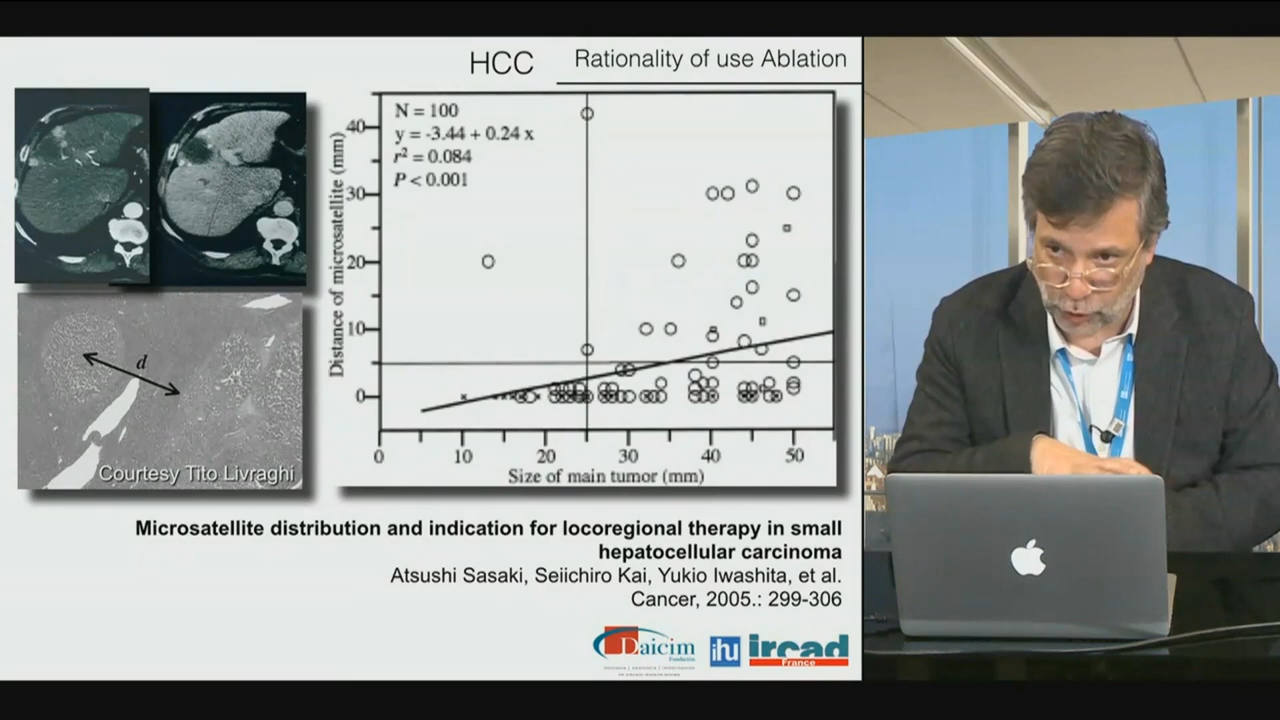 HCC
Rationality of use Ablation
N = 100
y = -3.44 + 0.24 x
r² = 0.084
P < 0.001
Distance of microsatellite (mm)
40
30
20
10
0
0 10 20 30 40 50
Size of main tumor (mm)
d
Courtesy Tito Livraghi
Microsatellite distribution and indication for locoregional therapy in small
hepatocellular carcinoma
Atsushi Sasaki, Seiichiro Kai, Yukio Iwashita, et al.
Cancer, 2005.: 299-306
Daicim
Fundación
ihu
ircad
France